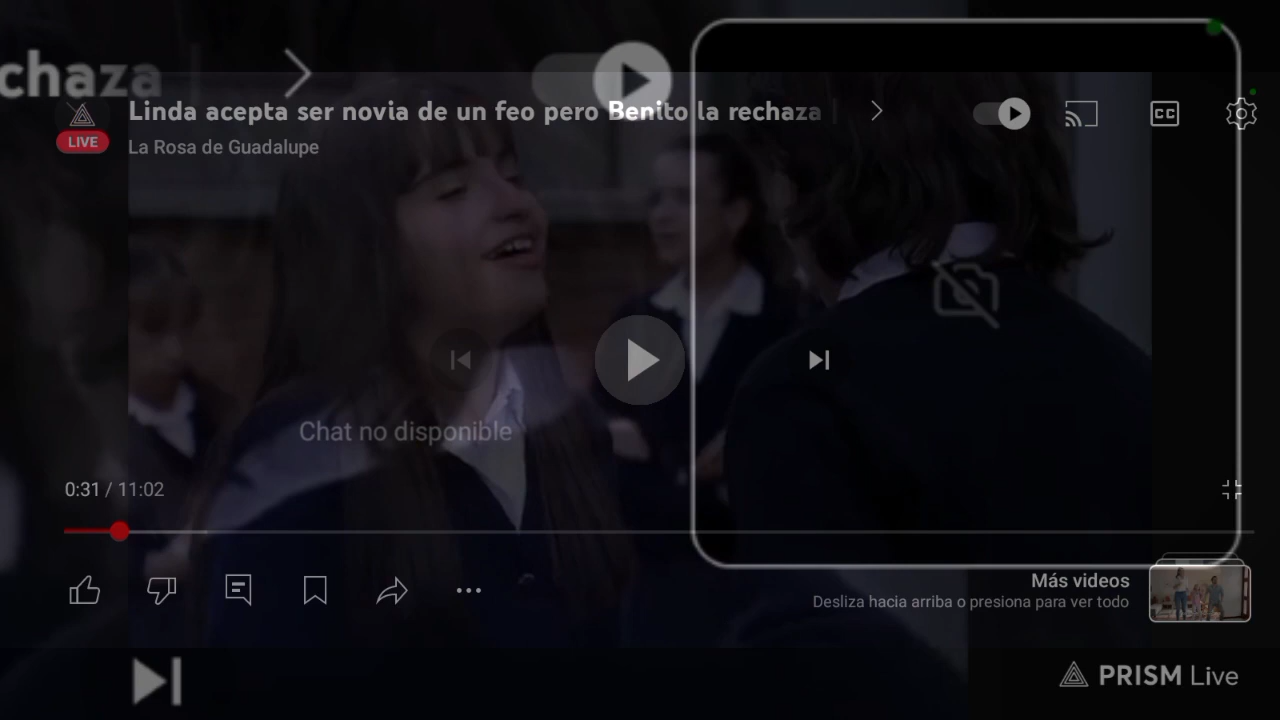 chaza
Linda acepta ser novia de un feo pero Benito la rechaza
LIVE
La Rosa de Guadalupe
CC
Chat no disponible
0:31 / 11:02
Más videos
Desliza hacia arriba o presiona para ver todo
PRISM Live